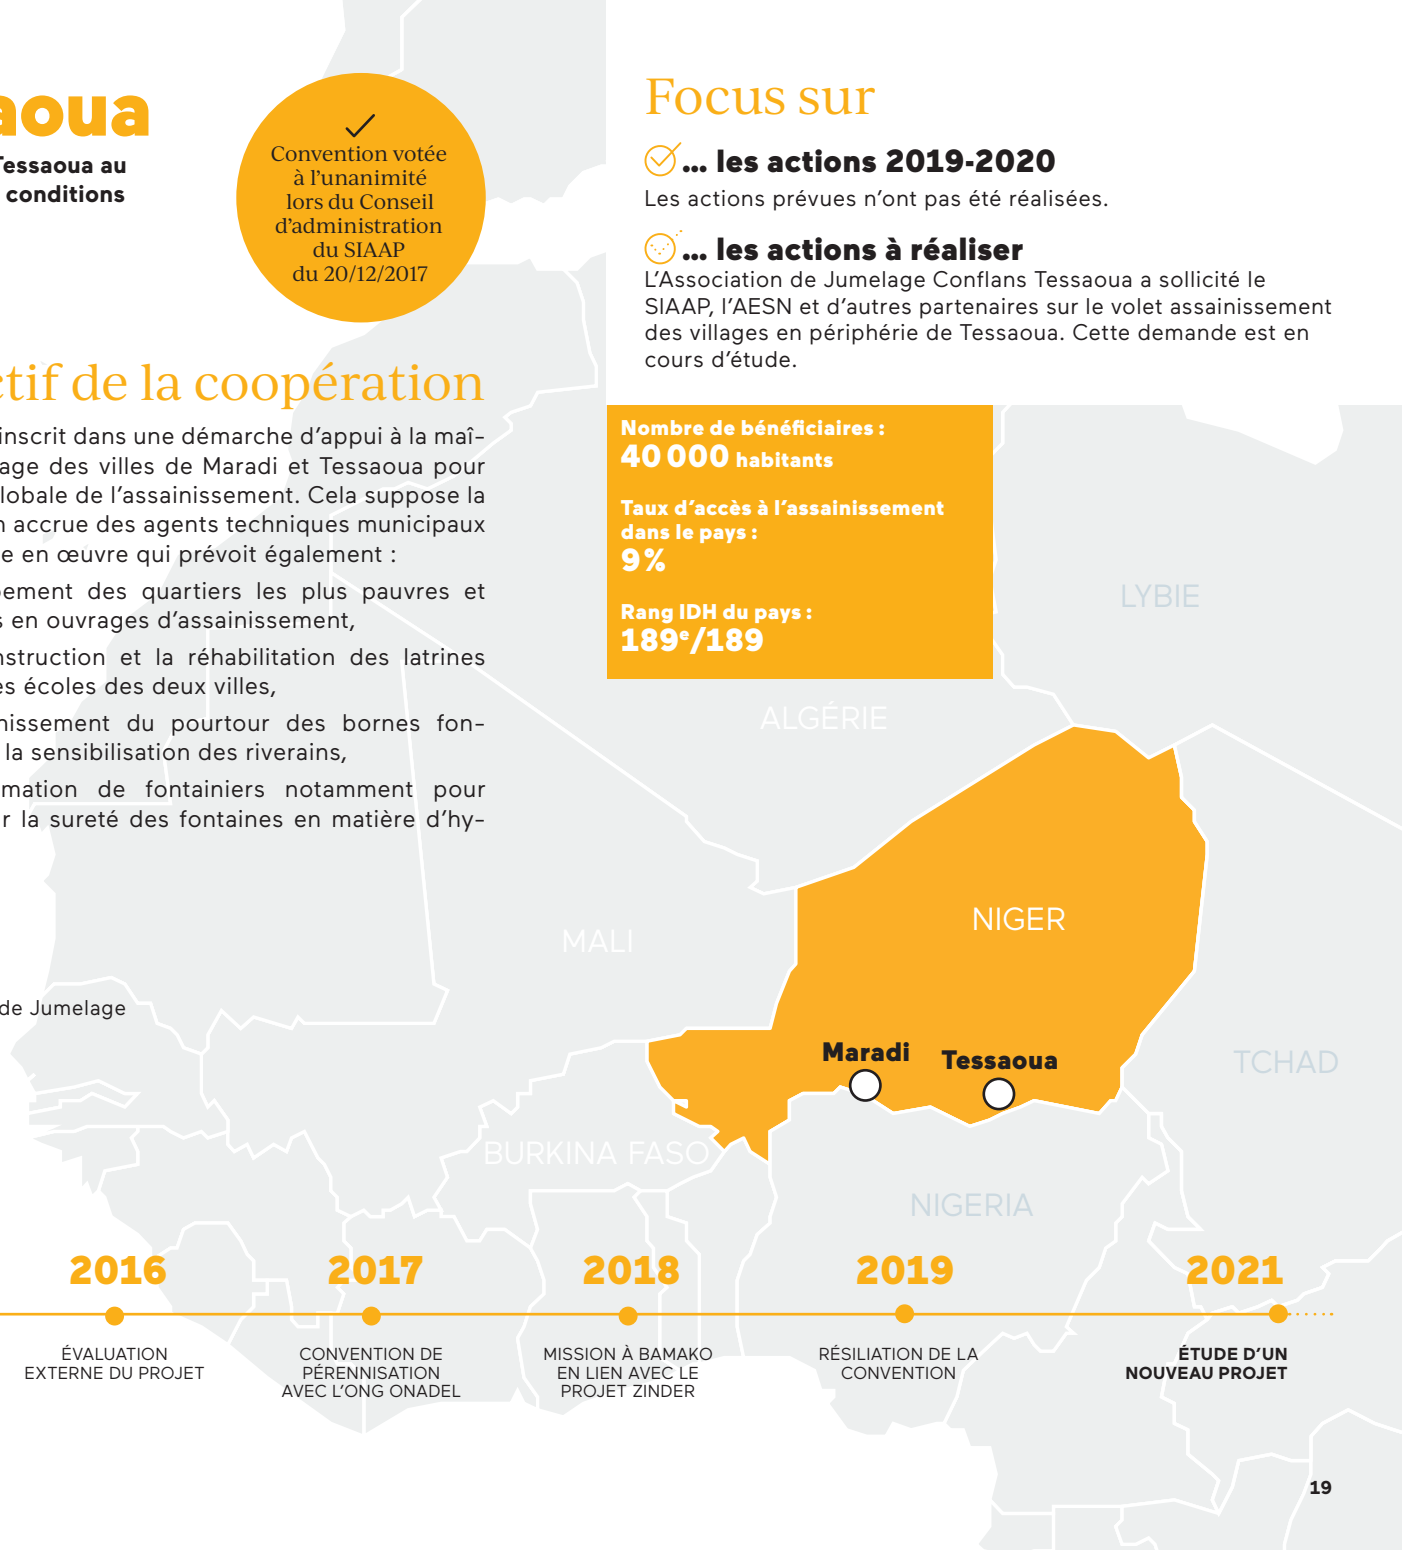 aoua
Tessaoua au
conditions
Convention votée
à l’unanimité
lors du Conseil
d’administration
du SIAAP
du 20/12/2017
ctif de la coopération
inscrit dans une démarche d’appui à la maî-
age des villes de Maradi et Tessaoua pour
lobale de l’assainissement. Cela suppose la
n accrue des agents techniques municipaux
e en œuvre qui prévoit également :
pement des quartiers les plus pauvres et
s en ouvrages d’assainissement,
nstruction et la réhabilitation des latrines
es écoles des deux villes,
nissement du pourtour des bornes fon-
la sensibilisation des riverains,
mation de fontainiers notamment pour
r la sureté des fontaines en matière d’hy-
de Jumelage
Focus sur
... les actions 2019-2020
Les actions prévues n’ont pas été réalisées.
... les actions à réaliser
L’Association de Jumelage Conflans Tessaoua a sollicité le
SIAAP, l’AESN et d’autres partenaires sur le volet assainissement
des villages en périphérie de Tessaoua. Cette demande est en
cours d’étude.
Nombre de bénéficiaires :
40 000 habitants
Taux d’accès à l’assainissement
dans le pays :
9 %
Rang IDH du pays :
189e/189
LYBIE
ALGÉRIE
NIGER
MALI
Maradi
Tessaoua
TCHAD
BURKINA FASO
NIGERIA
2016
ÉVALUATION
EXTERNE DU PROJET
2017
CONVENTION DE
PÉRENNISATION
AVEC L’ONG ONADEL
2018
MISSION À BAMAKO
EN LIEN AVEC LE
PROJET ZINDER
2019
RÉSILIATION DE LA
CONVENTION
2021
ÉTUDE D’UN
NOUVEAU PROJET
19